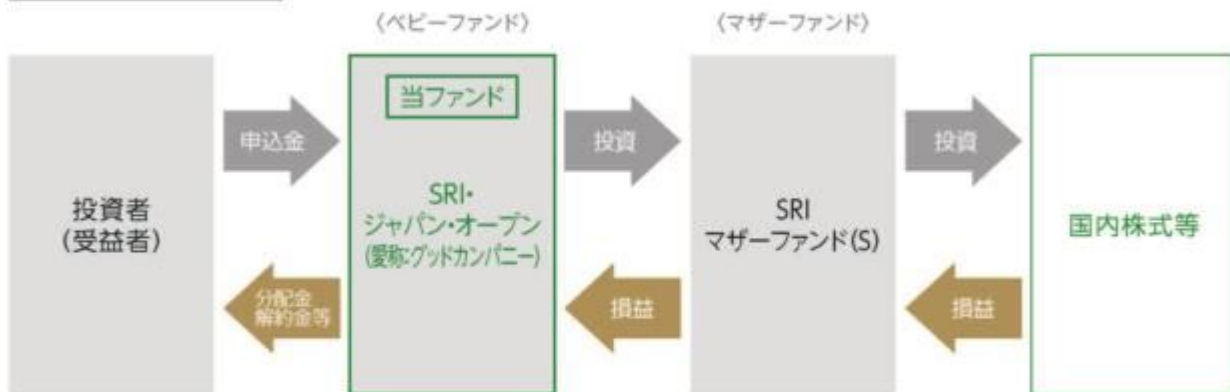 〈ベビーファンド〉
〈マザーファンド〉
投資者
(受益者)
申込金
分配金
解約金等
当ファンド
SRI・
ジャパン・オープン
(愛称:グッドカンパニー)
投資
損益
SRI
マザーファンド(S)
投資
損益
国内株式等